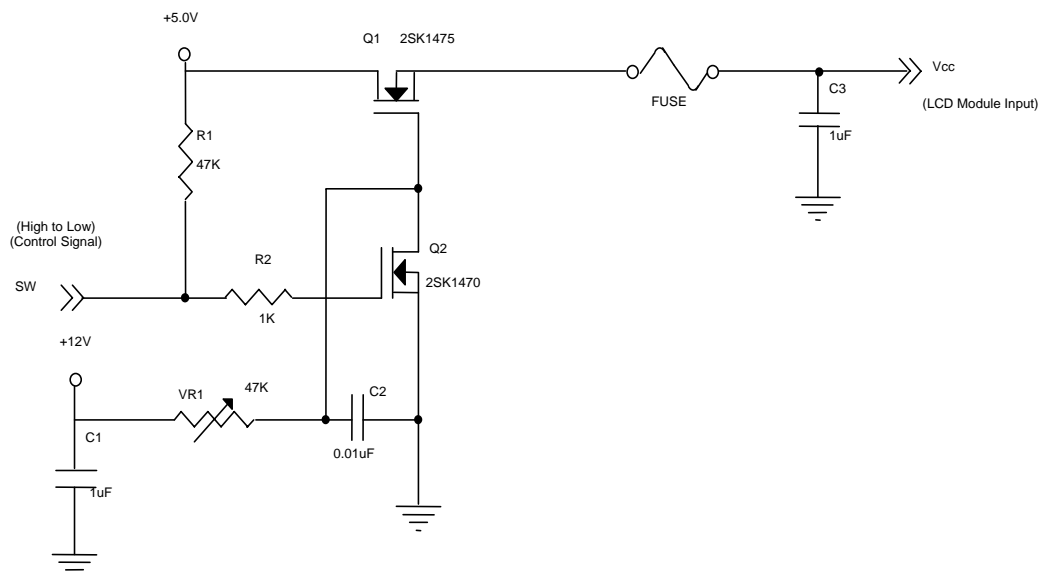 +5.0V
Q1 2SK1475
Vcc
C3
FUSE
(LCD Module Input)
R1
1uF
47K
(High to Low)
(Control Signal)
Q2
R2
SW
2SK1470
1K
+12V
47K
VR1
C2
C1
0.01uF
1uF